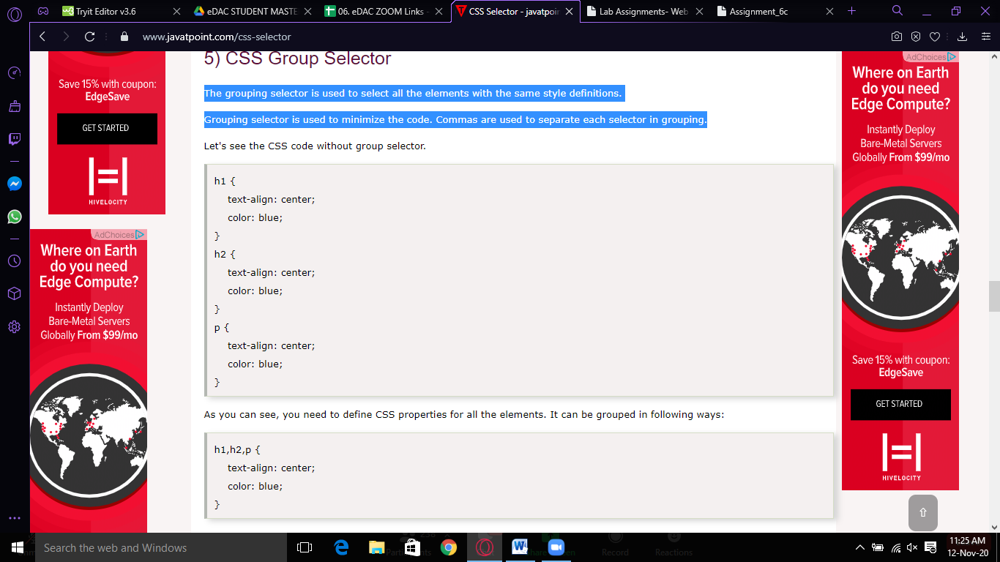 Tryit Editor v3.6
eDAC STUDENT MASTE
06. eDAC ZOOM Links -
CSS Selector - javatpoin
Lab Assignments- Web
Assignment_6c
www.javatpoint.com/css-selector
5) CSS Group Selector
The grouping selector is used to select all the elements with the same style definitions.
Grouping selector is used to minimize the code. Commas are used to separate each selector in grouping.
Let's see the CSS code without group selector.
h1 {
text-align: center;
color: blue;
}
h2 {
text-align: center;
color: blue;
}
p {
text-align: center;
color: blue;
}
As you can see, you need to define CSS properties for all the elements. It can be grouped in following ways:
h1,h2,p {
text-align: center;
color: blue;
}
Save 15% with coupon:
EdgeSave
GET STARTED
HIVELOCITY
AdChoices
Where on Earth
do you need
Edge Compute?
Instantly Deploy
Bare-Metal Servers
Globally From $99/mo
AdChoices
Where on Earth
do you need
Edge Compute?
Instantly Deploy
Bare-Metal Servers
Globally From $99/mo
Save 15% with coupon:
EdgeSave
GET STARTED
HIVELOCITY
Search the web and Windows
238
Participants
Record
Reactions
11:25 AM
12-Nov-20